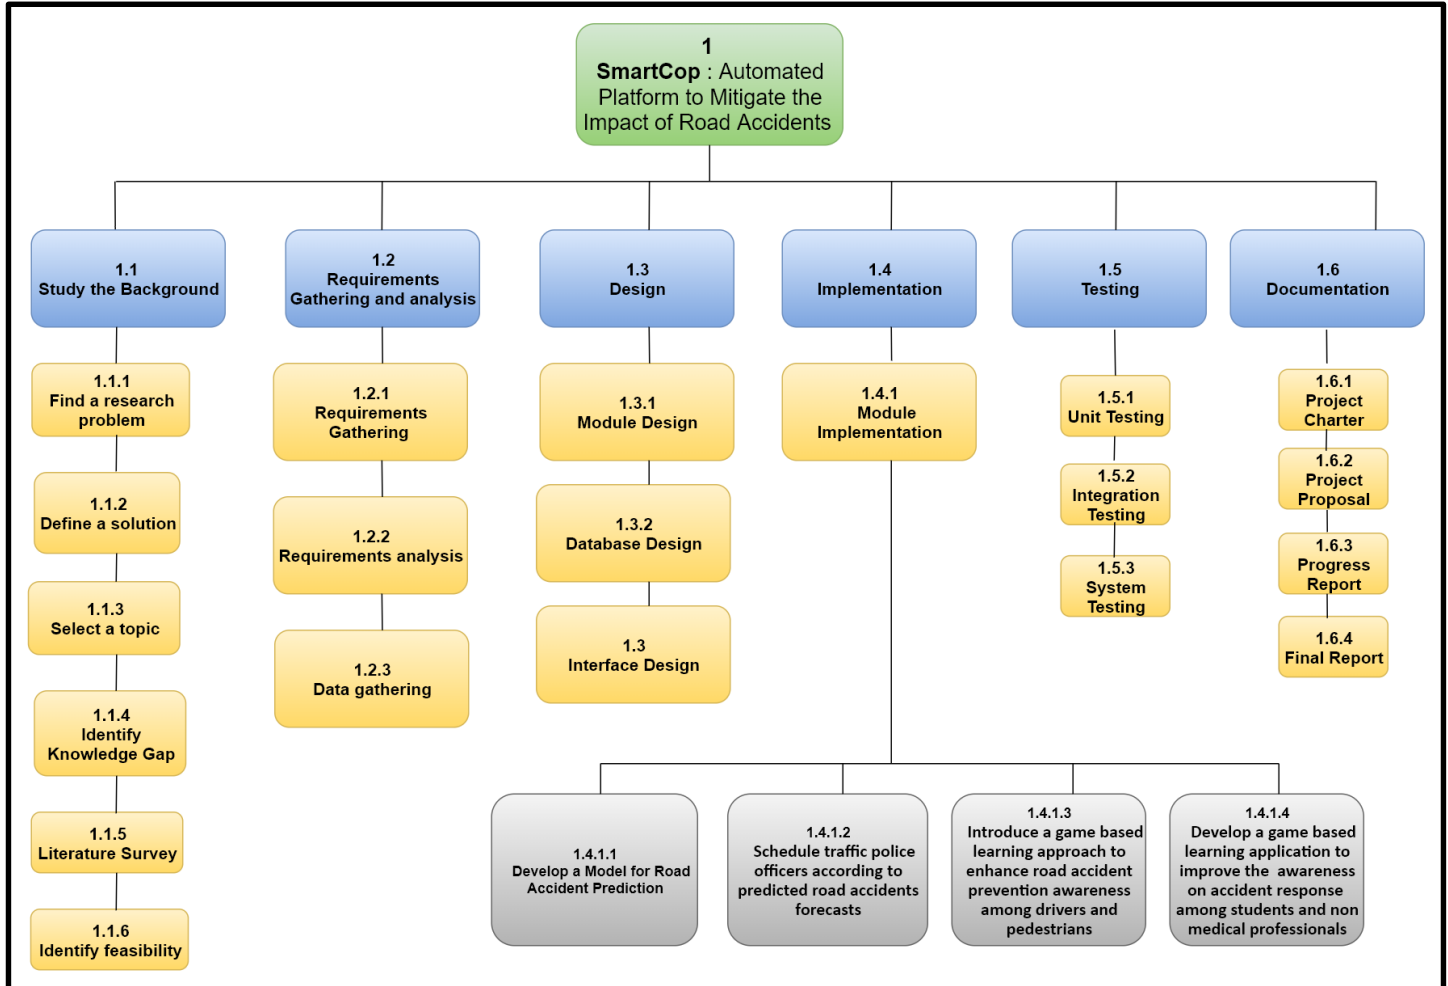 1
SmartCop : Automated
Platform to Mitigate the
Impact of Road Accidents
1.1
Study the Background
1.2
Requirements
Gathering and analysis
1.3
Design
1.4
Implementation
1.5
Testing
1.6
Documentation
1.1.1
Find a research
problem
1.1.2
Define a solution
1.1.3
Select a topic
1.1.4
Identify
Knowledge Gap
1.1.5
Literature Survey
1.1.6
Identify feasibility
1.2.1
Requirements
Gathering
1.2.2
Requirements analysis
1.2.3
Data gathering
1.3.1
Module Design
1.3.2
Database Design
1.3
Interface Design
1.4.1
Module
Implementation
1.4.1.1
Develop a Model for Road
Accident Prediction
1.4.1.2
Schedule traffic police
officers according to
predicted road accidents
forecasts
1.4.1.3
Introduce a game based
learning approach to
enhance road accident
prevention awareness
among drivers and
pedestrians
1.4.1.4
Develop a game based
learning application to
improve the awareness
on accident response
among students and non
medical professionals
1.5.1
Unit Testing
1.5.2
Integration
Testing
1.5.3
System
Testing
1.6.1
Project
Charter
1.6.2
Project
Proposal
1.6.3
Progress
Report
1.6.4
Final Report